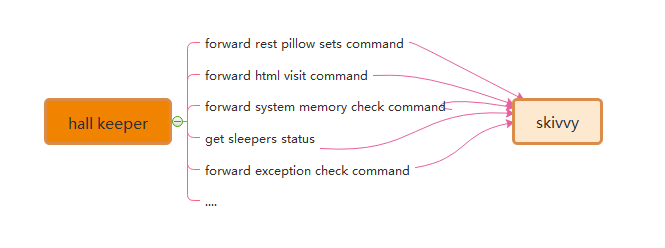 forward rest pillow sets command
forward html visit command
hall keeper
forward system memory check command
skivvy
get sleepers status
forward exception check command
....